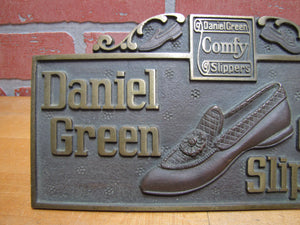 Daniel Green
Comfy
Slippers
Daniel
Green
Slip